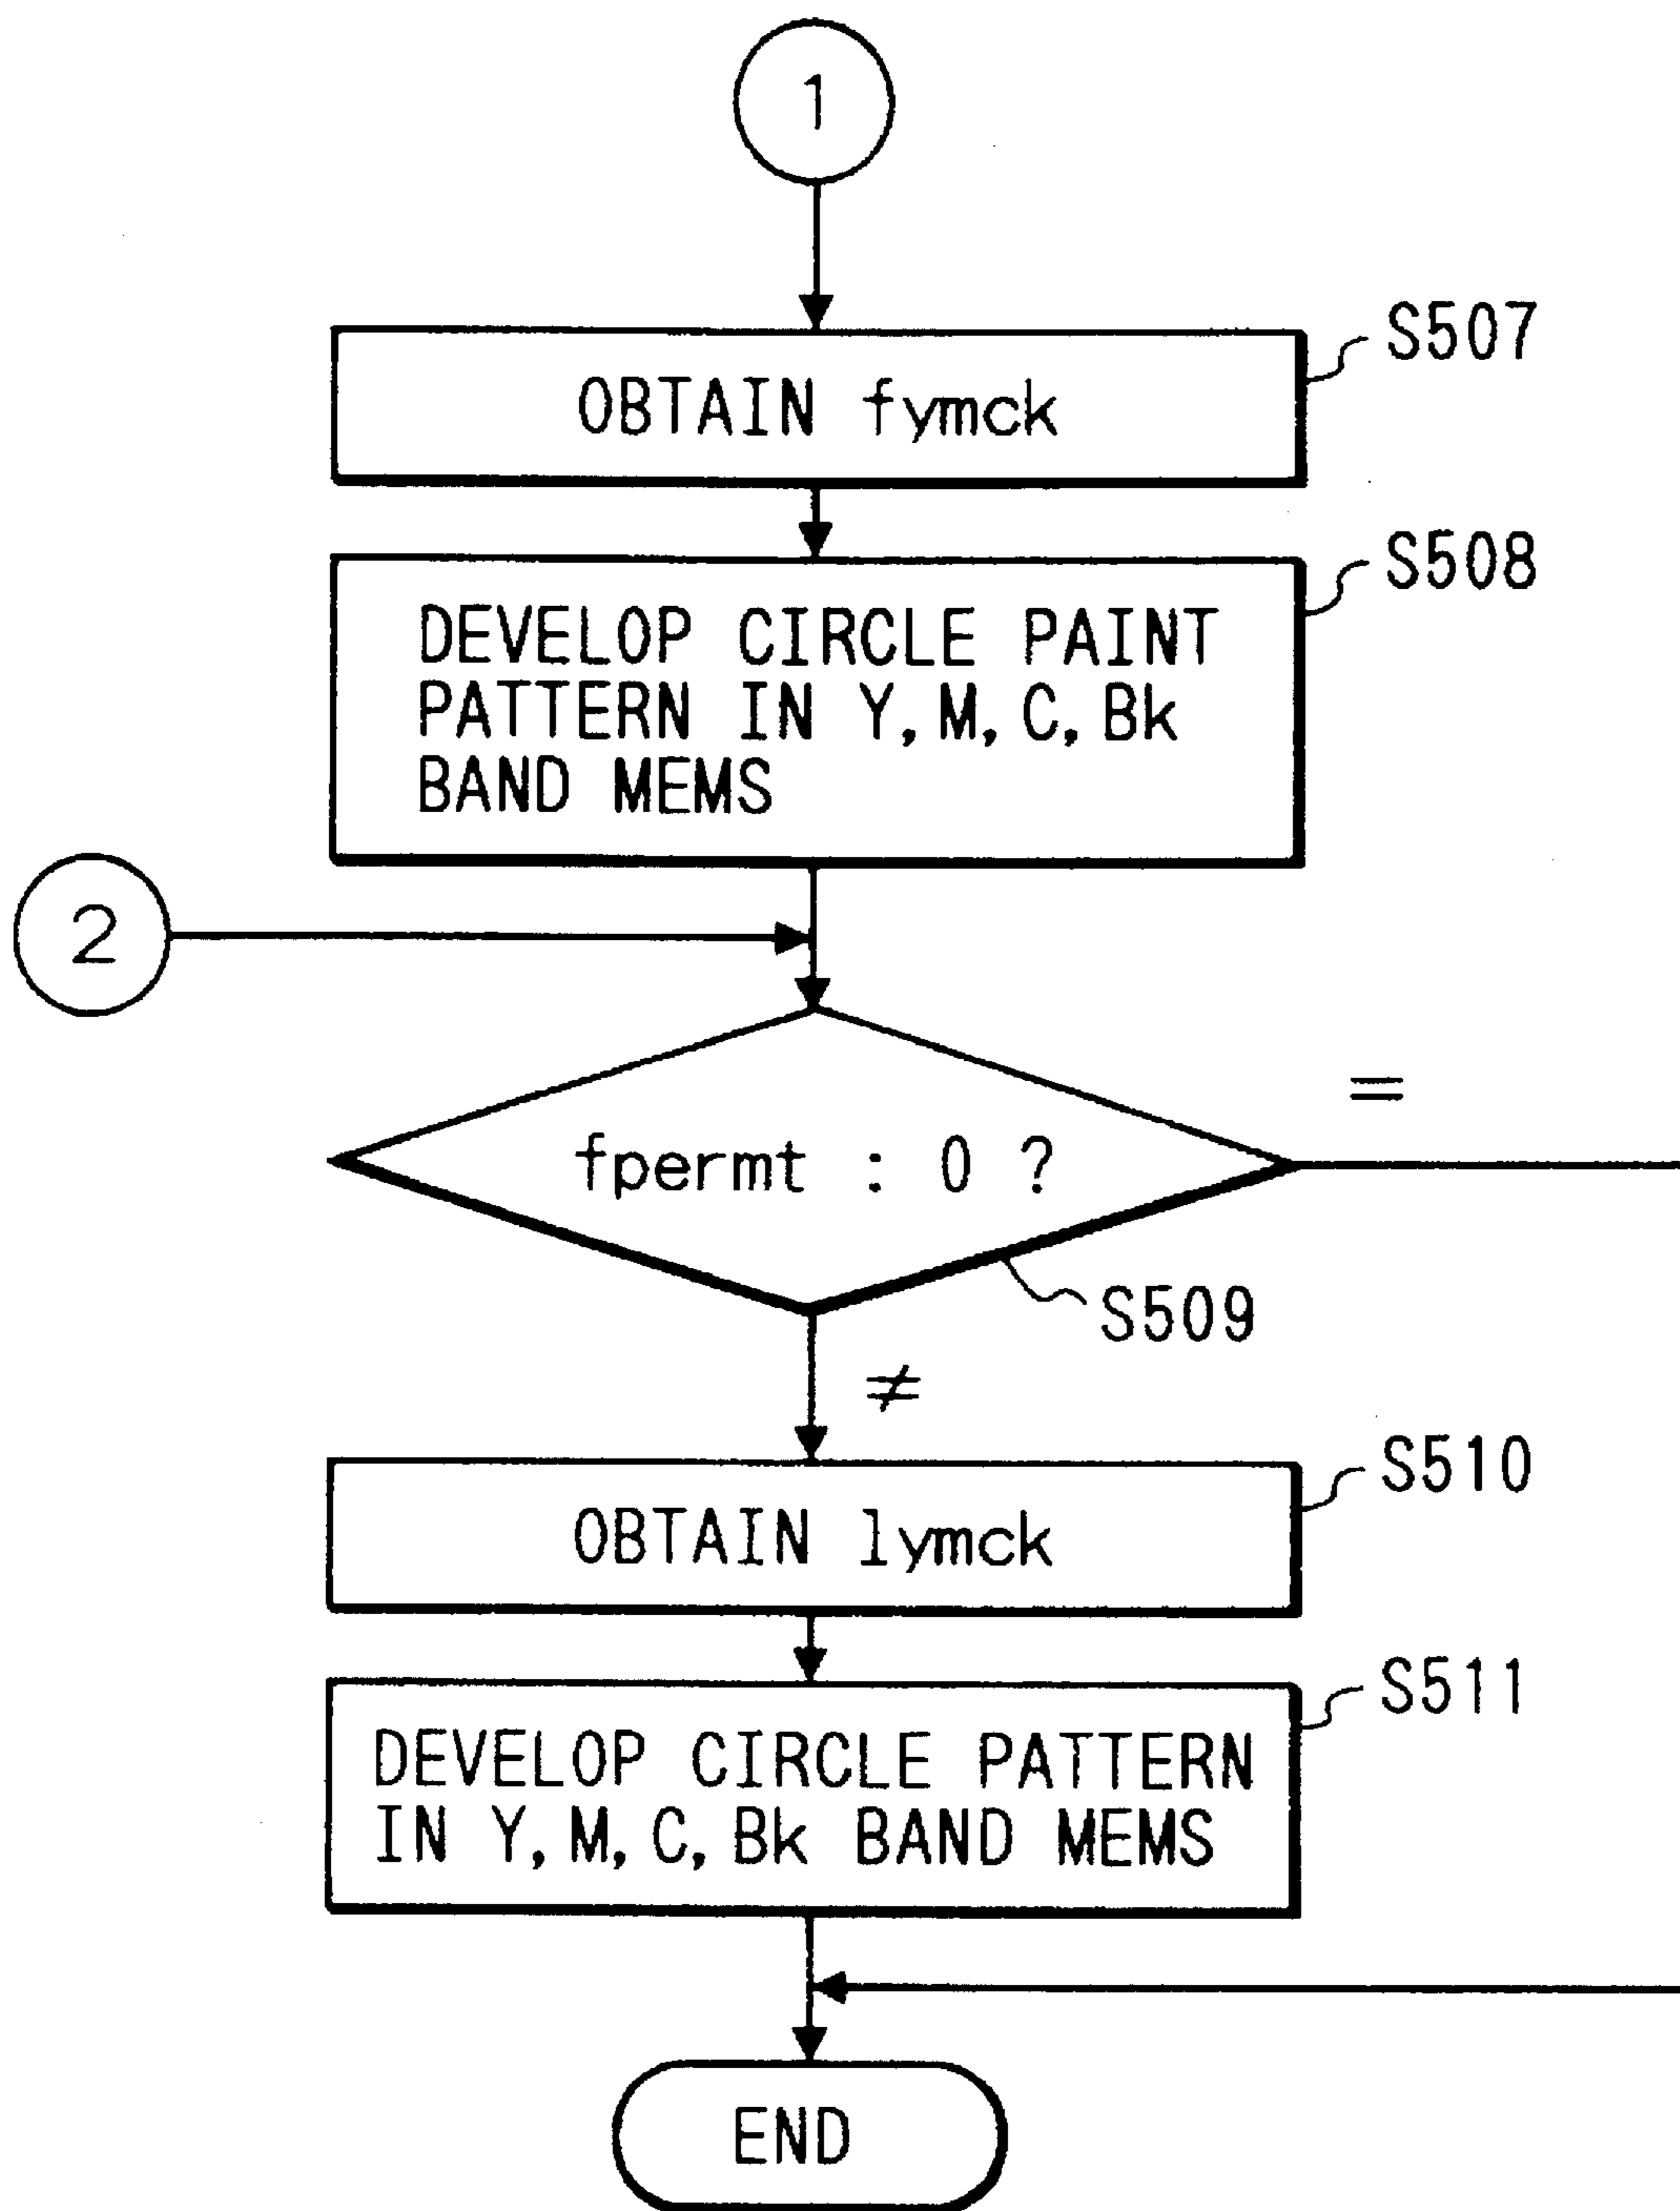 1
S507
OBTAIN fymck
S508
DEVELOP CIRCLE PAINT
PATTERN IN Y, M, C, Bk
BAND MEMS
2
=
fpermt : 0 ?
S509
≠
S510
OBTAIN lymck
S511
DEVELOP CIRCLE PATTERN
IN Y, M, C, Bk BAND MEMS
END